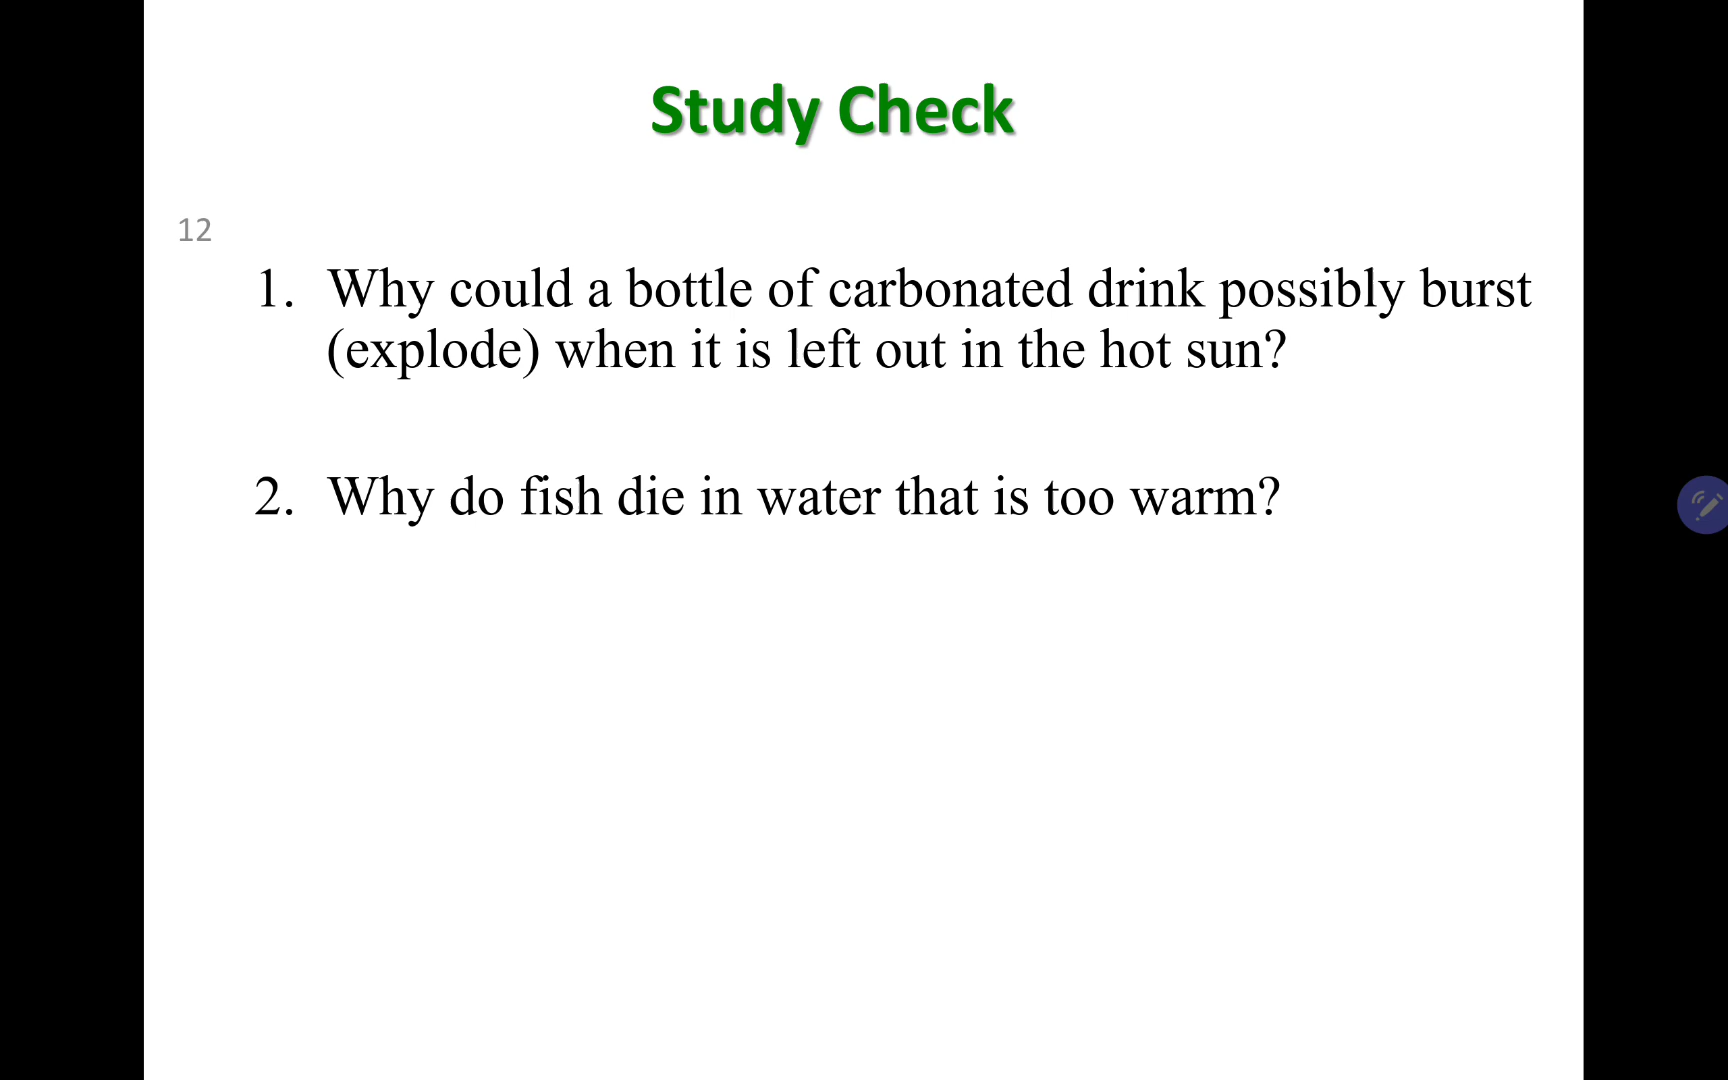 Study Check
12
1. Why could a bottle of carbonated drink possibly burst
(explode) when it is left out in the hot sun?
2. Why do fish die in water that is too warm?